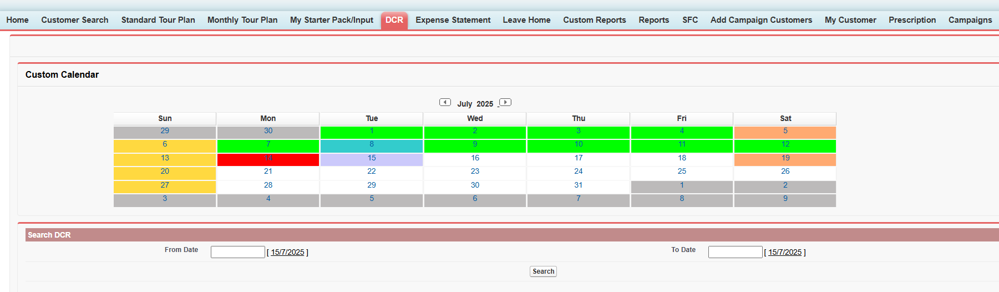 Home Customer Search Standard Tour Plan Monthly Tour Plan My Starter Pack/Input DCR Expense Statement Leave Home Custom Reports Reports SFC Add Campaign Customers My Customer Prescription Campaigns
Custom Calendar
July 2025
Sun Mon Tue Wed Thu Fri Sat
29 30 1 2 3 4 5
6 7 8 9 10 11 12
13 14 15 16 17 18 19
20 21 22 23 24 25 26
27 28 29 30 31 1 2
3 4 5 6 7 8 9
Search DCR
From Date [ 15/7/2025 ] To Date [ 15/7/2025 ]
Search